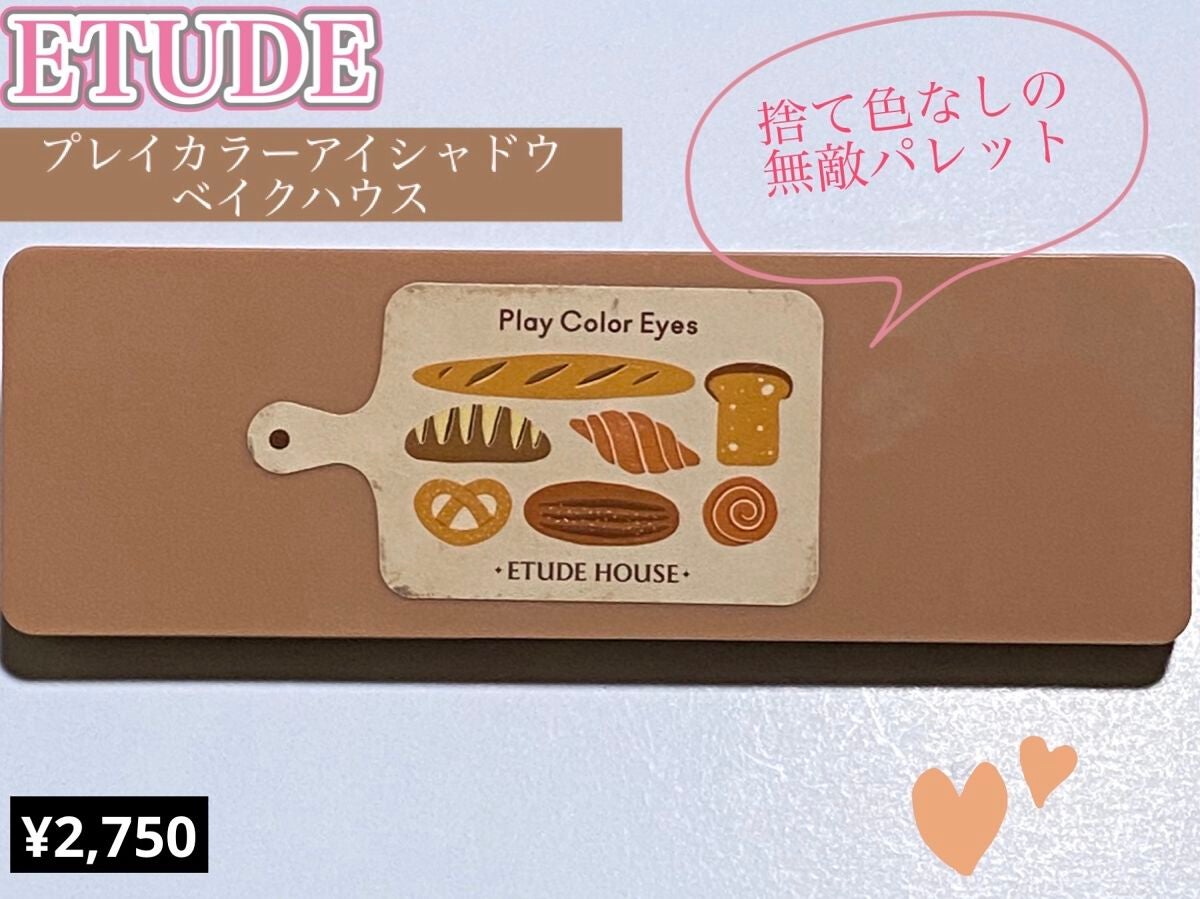 ETUDE
プレイカラーアイシャドウ
ベイクハウス
捨て色なしの
無敵パレット
Play Color Eyes
ETUDE HOUSE
¥2,750